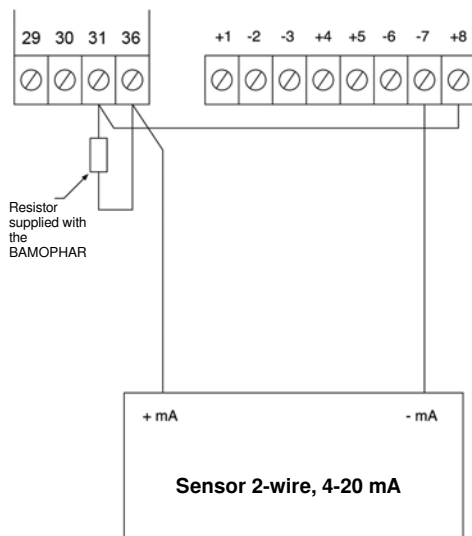 29 30 31 36
+1 -2 -3 +4 +5 -6 -7 +8
Resistor
supplied with
the
BAMOPHAR
+ mA
- mA
Sensor 2-wire, 4-20 mA